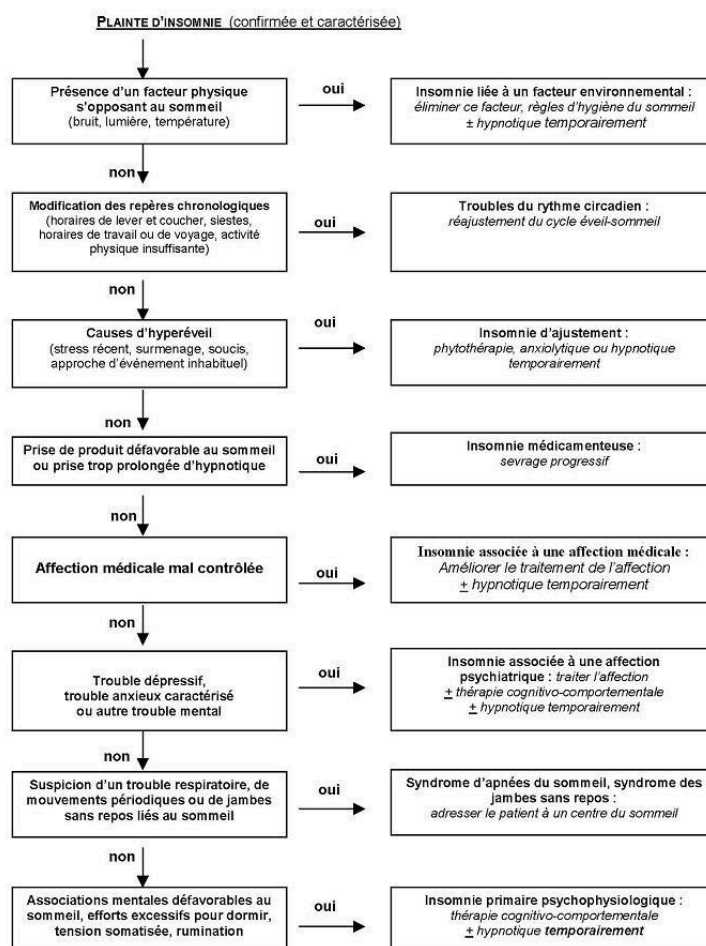 PLAINTE D'INSOMNIE (confirmée et caractérisée)
Présence d'un facteur physique
s'opposant au sommeil
(bruit, lumière, température)
oui
Insomnie liée à un facteur environnemental :
éliminer ce facteur, règles d'hygiène du sommeil
± hypnotique temporairement
non
Modification des repères chronologiques
(horaires de lever et coucher, siestes,
horaires de travail ou de voyage, activité
physique insuffisante)
oui
Troubles du rythme circadien :
réajustement du cycle éveil-sommeil
non
Causes d'hyperéveil
(stress récent, surmenage, soucis,
approche d'événement inhabituel)
oui
Insomnie d'ajustement :
phytothérapie, anxiolytique ou hypnotique
temporairement
non
Prise de produit défavorable au sommeil
ou prise trop prolongée d'hypnotique
oui
Insomnie médicamenteuse :
sevrage progressif
non
Affection médicale mal contrôlée
oui
Insomnie associée à une affection médicale :
Améliorer le traitement de l'affection
± hypnotique temporairement
non
Trouble dépressif,
trouble anxieux caractérisé
ou autre trouble mental
oui
Insomnie associée à une affection
psychiatrique : traiter l'affection
± thérapie cognitivo-comportementale
± hypnotique temporairement
non
Suspicion d'un trouble respiratoire, de
mouvements périodiques ou de jambes
sans repos liés au sommeil
oui
Syndrome d'apnées du sommeil, syndrome des
jambes sans repos :
adresser le patient à un centre du sommeil
non
Associations mentales défavorables au
sommeil, efforts excessifs pour dormir,
tension somatisée, rumination
oui
Insomnie primaire psychophysiologique :
thérapie cognitivo-comportementale
± hypnotique temporairement